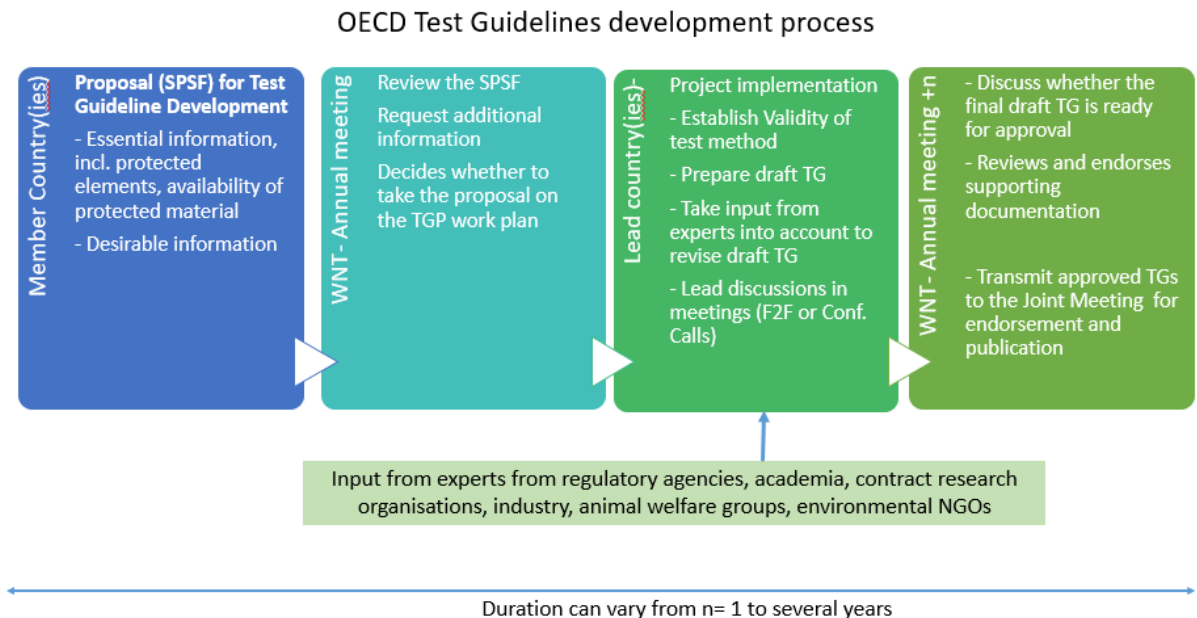 OECD Test Guidelines development process
Member Country(ies)
Proposal (SPSF) for Test
Guideline Development
- Essential information,
incl. protected
elements, availability of
protected material
- Desirable information
WNT - Annual meeting
Review the SPSF
Request additional
information
Decides whether to
take the proposal on
the TGP work plan
Lead country(ies)-
Project implementation
- Establish Validity of
test method
- Prepare draft TG
- Take input from
experts into account to
revise draft TG
- Lead discussions in
meetings (F2F or Conf.
Calls)
WNT - Annual meeting +n
- Discuss whether the
final draft TG is ready
for approval
- Reviews and endorses
supporting
documentation
- Transmit approved TGs
to the Joint Meeting for
endorsement and
publication
Input from experts from regulatory agencies, academia, contract research
organisations, industry, animal welfare groups, environmental NGOs
Duration can vary from n= 1 to several years